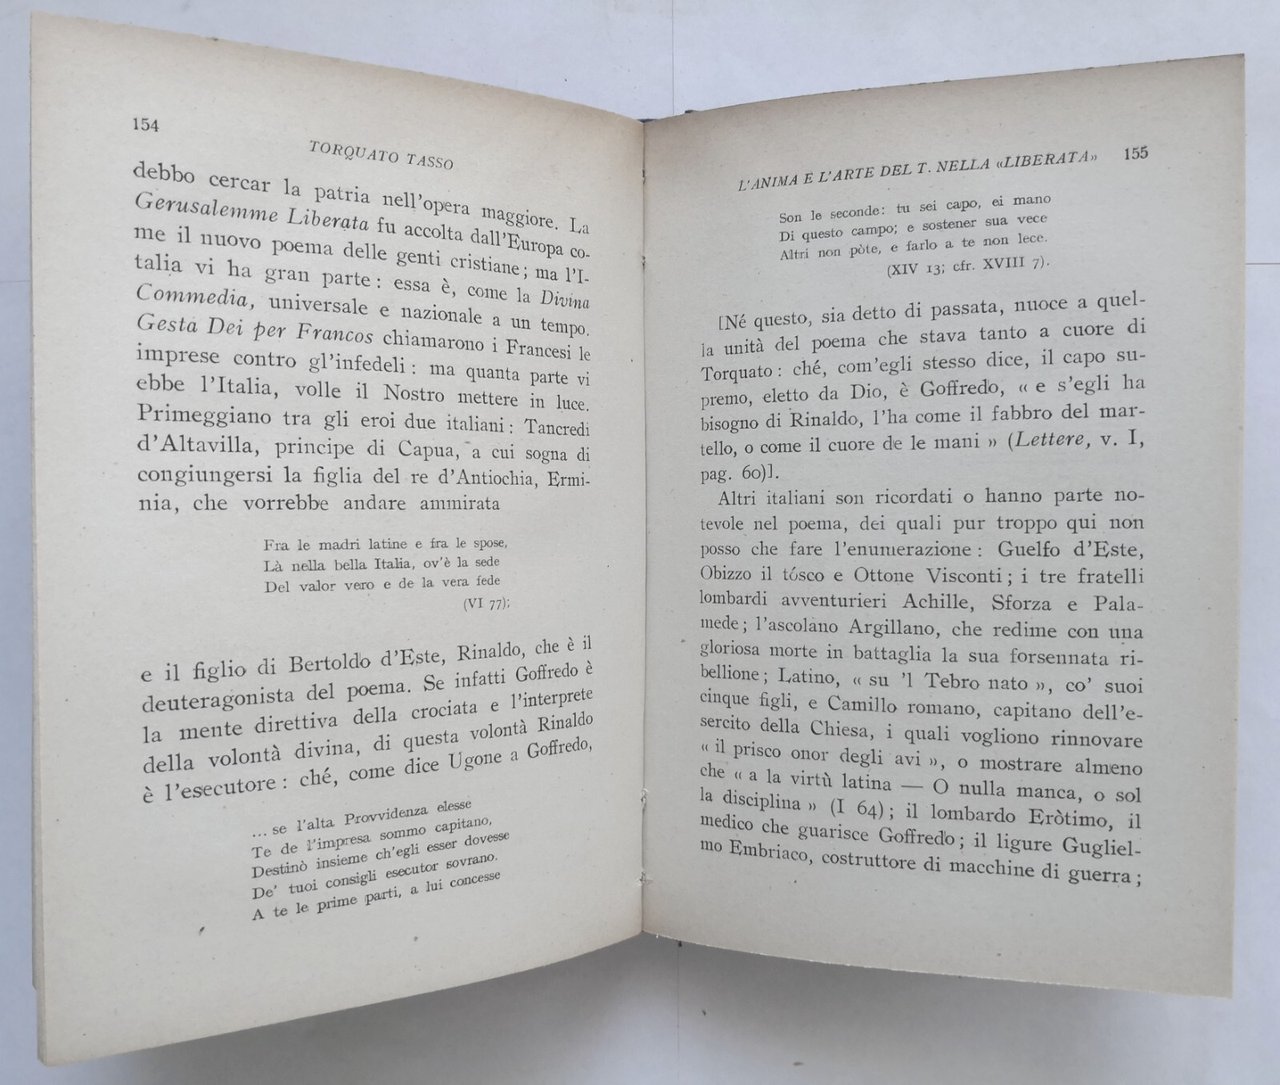 154
TORQUATO TASSO
debbo cercar la patria nell'opera maggiore. La
Gerusalemme Liberata fu accolta dall'Europa co-
me il nuovo poema delle genti cristiane; ma l'I-
talia vi ha gran parte: essa è, come la Divina
Commedia, universale e nazionale a un tempo.
Gesta Dei per Francos chiamarono i Francesi le
imprese contro gl'infedeli: ma quanta parte vi
ebbe l'Italia, volle il Nostro mettere in luce.
Primeggiano tra gli eroi due italiani: Tancredi
d'Altavilla, principe di Capua, a cui sogna di
congiungersi la figlia del re d'Antiochia, Ermi-
nia, che vorrebbe andare ammirata
Fra le madri latine e fra le spose,
Là nella bella Italia, ov'è la sede
Del valor vero e de la vera fede
(VI 77);
e il figlio di Bertoldo d'Este, Rinaldo, che è il
deuteragonista del poema. Se infatti Goffredo è
la mente direttiva della crociata e l'interprete
della volontà divina, di questa volontà Rinaldo
è l'esecutore: ché, come dice Ugone a Goffredo,
... se l'alta Provvidenza elesse
Te de l'impresa sommo capitano,
Destinò insieme ch'egli esser dovesse
De' tuoi consigli esecutor sovrano.
A te le prime parti, a lui concesse
L'ANIMA E L'ARTE DEL T. NELLA «LIBERATA» 155
Son le seconde: tu sei capo, ei mano
Di questo campo; e sostener sua vece
Altri non pòte, e farlo a te non lece.
(XIV 13; cfr. XVIII 7).
[Né questo, sia detto di passata, nuoce a quel-
la unità del poema che stava tanto a cuore di
Torquato: ché, com'egli stesso dice, il capo su-
premo, eletto da Dio, è Goffredo, « e s'egli ha
bisogno di Rinaldo, l'ha come il fabbro del mar-
tello, o come il cuore de le mani » (Lettere, v. I,
pag. 60)].
Altri italiani son ricordati o hanno parte no-
tevole nel poema, dei quali pur troppo qui non
posso che fare l'enumerazione: Guelfo d'Este,
Obizzo il tósco e Ottone Visconti; i tre fratelli
lombardi avventurieri Achille, Sforza e Pala-
mede; l'ascolano Argillano, che redime con una
gloriosa morte in battaglia la sua forsennata ri-
bellione; Latino, « su 'l Tebro nato », co' suoi
cinque figli, e Camillo romano, capitano dell'e-
sercito della Chiesa, i quali vogliono rinnovare
« il prisco onor degli avi », o mostrare almeno
che « a la virtù latina — O nulla manca, o sol
la disciplina » (I 64); il lombardo Eròtimo, il
medico che guarisce Goffredo; il ligure Gugliel-
mo Embriaco, costruttore di macchine di guerra;